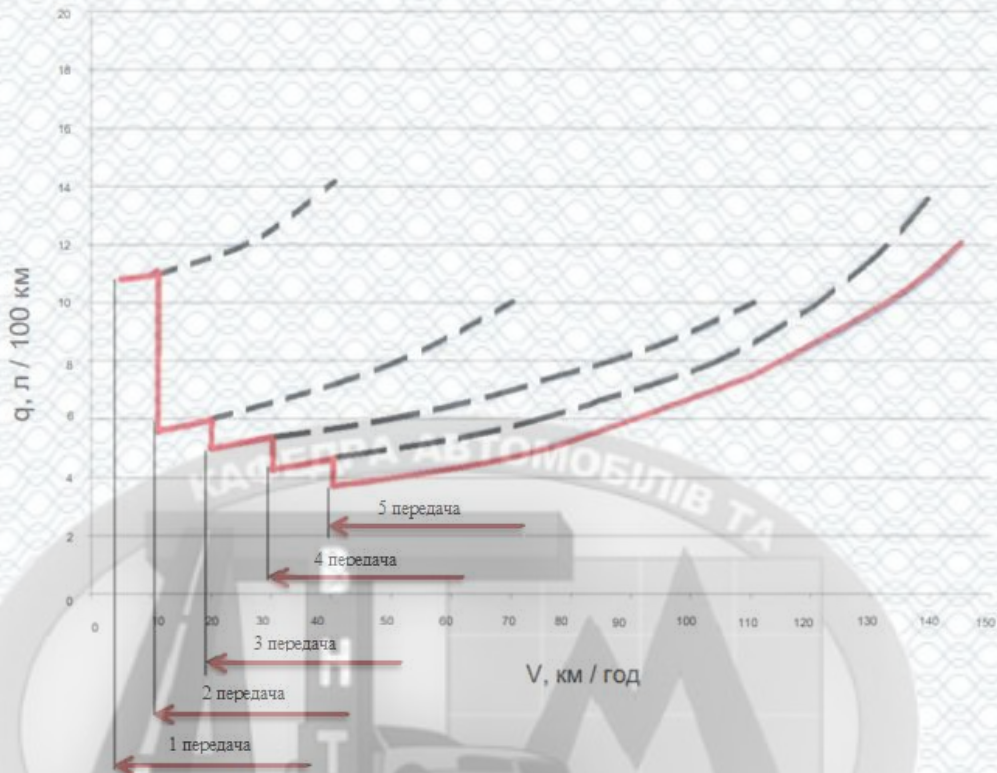 20
18
16
14
12
10
8
6
4
2
0
q, л / 100 км
КАФЕДРА АВТОМОБІЛІВ ТА
5 передача
4 передача
0 10 20 30 40 50 60 70 80 90 100 110 120 130 140 150
3 передача
V, км / год
2 передача
1 передача
В
Н
Т